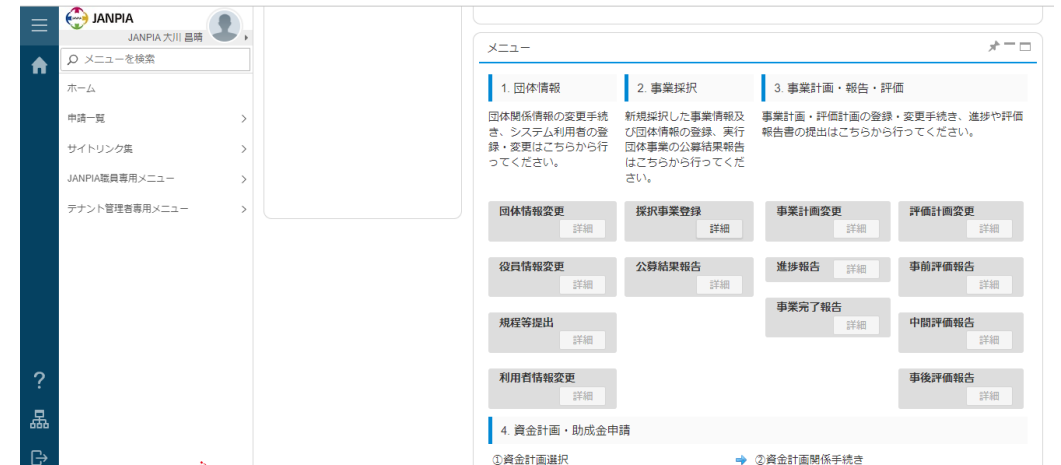 JANPIA
JANPIA 大川 昌晴
メニューを検索
ホーム
申請一覧
サイトリンク集
JANPIA職員専用メニュー
テナント管理者専用メニュー
メニュー
1. 団体情報
2. 事業採択
3. 事業計画・報告・評価
団体関係情報の変更手続
き、システム利用者の登
録・変更はこちらから行
ってください。
新規採択した事業情報及
び団体情報の登録、実行
団体事業の公募結果報告
はこちらから行ってくだ
さい。
事業計画・評価計画の登録・変更手続き、進捗や評価
報告書の提出はこちらから行ってください。
団体情報変更
詳細
採択事業登録
詳細
事業計画変更
詳細
評価計画変更
詳細
役員情報変更
詳細
公募結果報告
詳細
進捗報告
詳細
事前評価報告
詳細
事業完了報告
詳細
規程等提出
詳細
中間評価報告
詳細
利用者情報変更
詳細
事後評価報告
詳細
4. 資金計画・助成金申請
①資金計画選択
②資金計画関係手続き